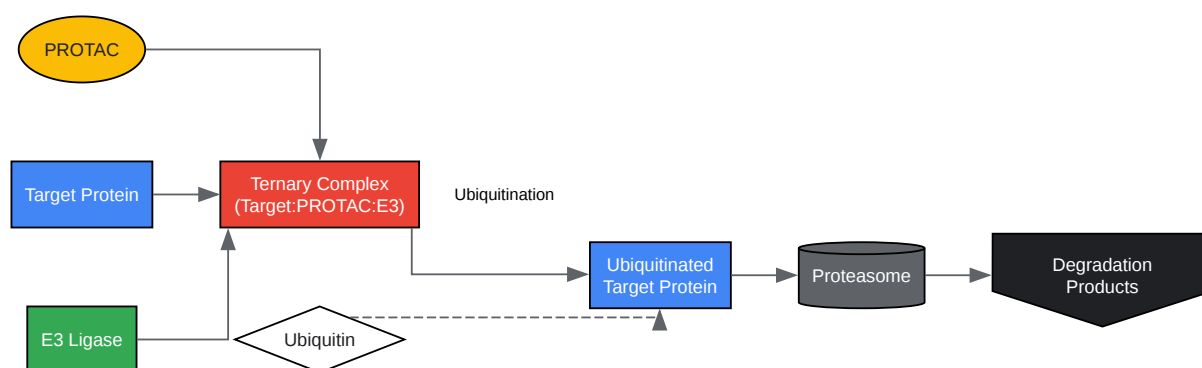 PROTAC
Target Protein
Ternary Complex
(Target:PROTAC:E3)
Ubiquitination
Ubiquitinated
Target Protein
Proteasome
Degradation
Products
E3 Ligase
Ubiquitin